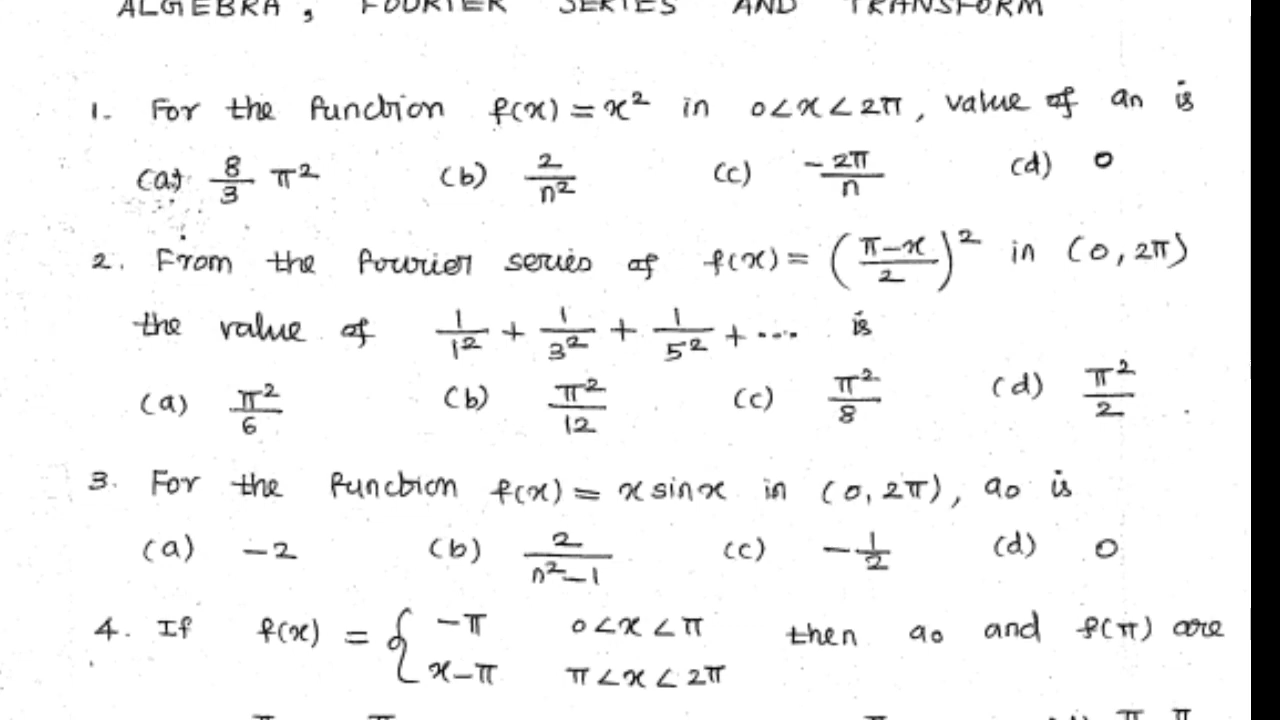 ALGEBRA, FOURIER SERIES AND TRANSFORM
1. For the function f(x) = x² in 0<x<2π, value of an is
(a) 8/3 π² (b) 2/n² (c) -2π/n (d) 0
2. From the fourier series of f(x) = ((π-x)/2)² in (0, 2π)
the value of 1/1² + 1/3² + 1/5² + ... is
(a) π²/6 (b) π²/12 (c) π²/8 (d) π²/2
3. For the function f(x) = x sinx in (0, 2π), a₀ is
(a) -2 (b) 2/(n²-1) (c) -1/2 (d) 0
4. If f(x) = { -π 0<x<π then a₀ and f(π) are
x-π π<x<2π